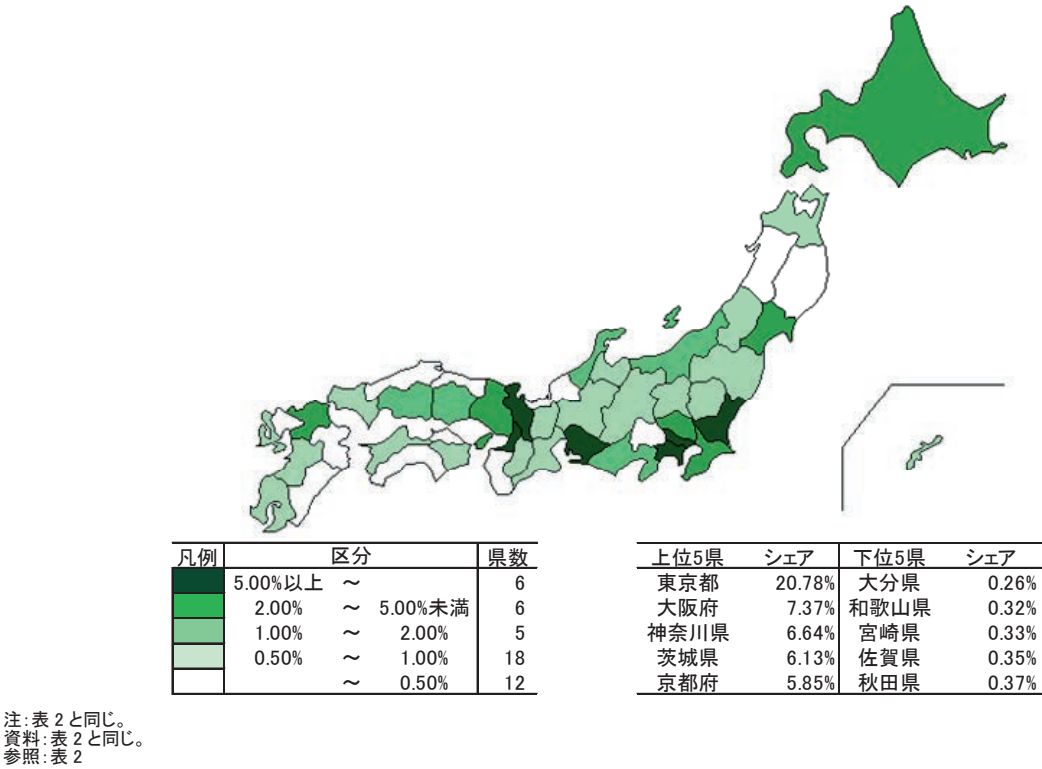 凡例 区分 県数
5.00%以上 ～ 6
2.00% ～ 5.00%未満 6
1.00% ～ 2.00% 5
0.50% ～ 1.00% 18
～ 0.50% 12
上位5県 シェア 下位5県 シェア
東京都 20.78% 大分県 0.26%
大阪府 7.37% 和歌山県 0.32%
神奈川県 6.64% 宮崎県 0.33%
茨城県 6.13% 佐賀県 0.35%
京都府 5.85% 秋田県 0.37%
注:表 2 と同じ。
資料:表 2 と同じ。
参照:表 2